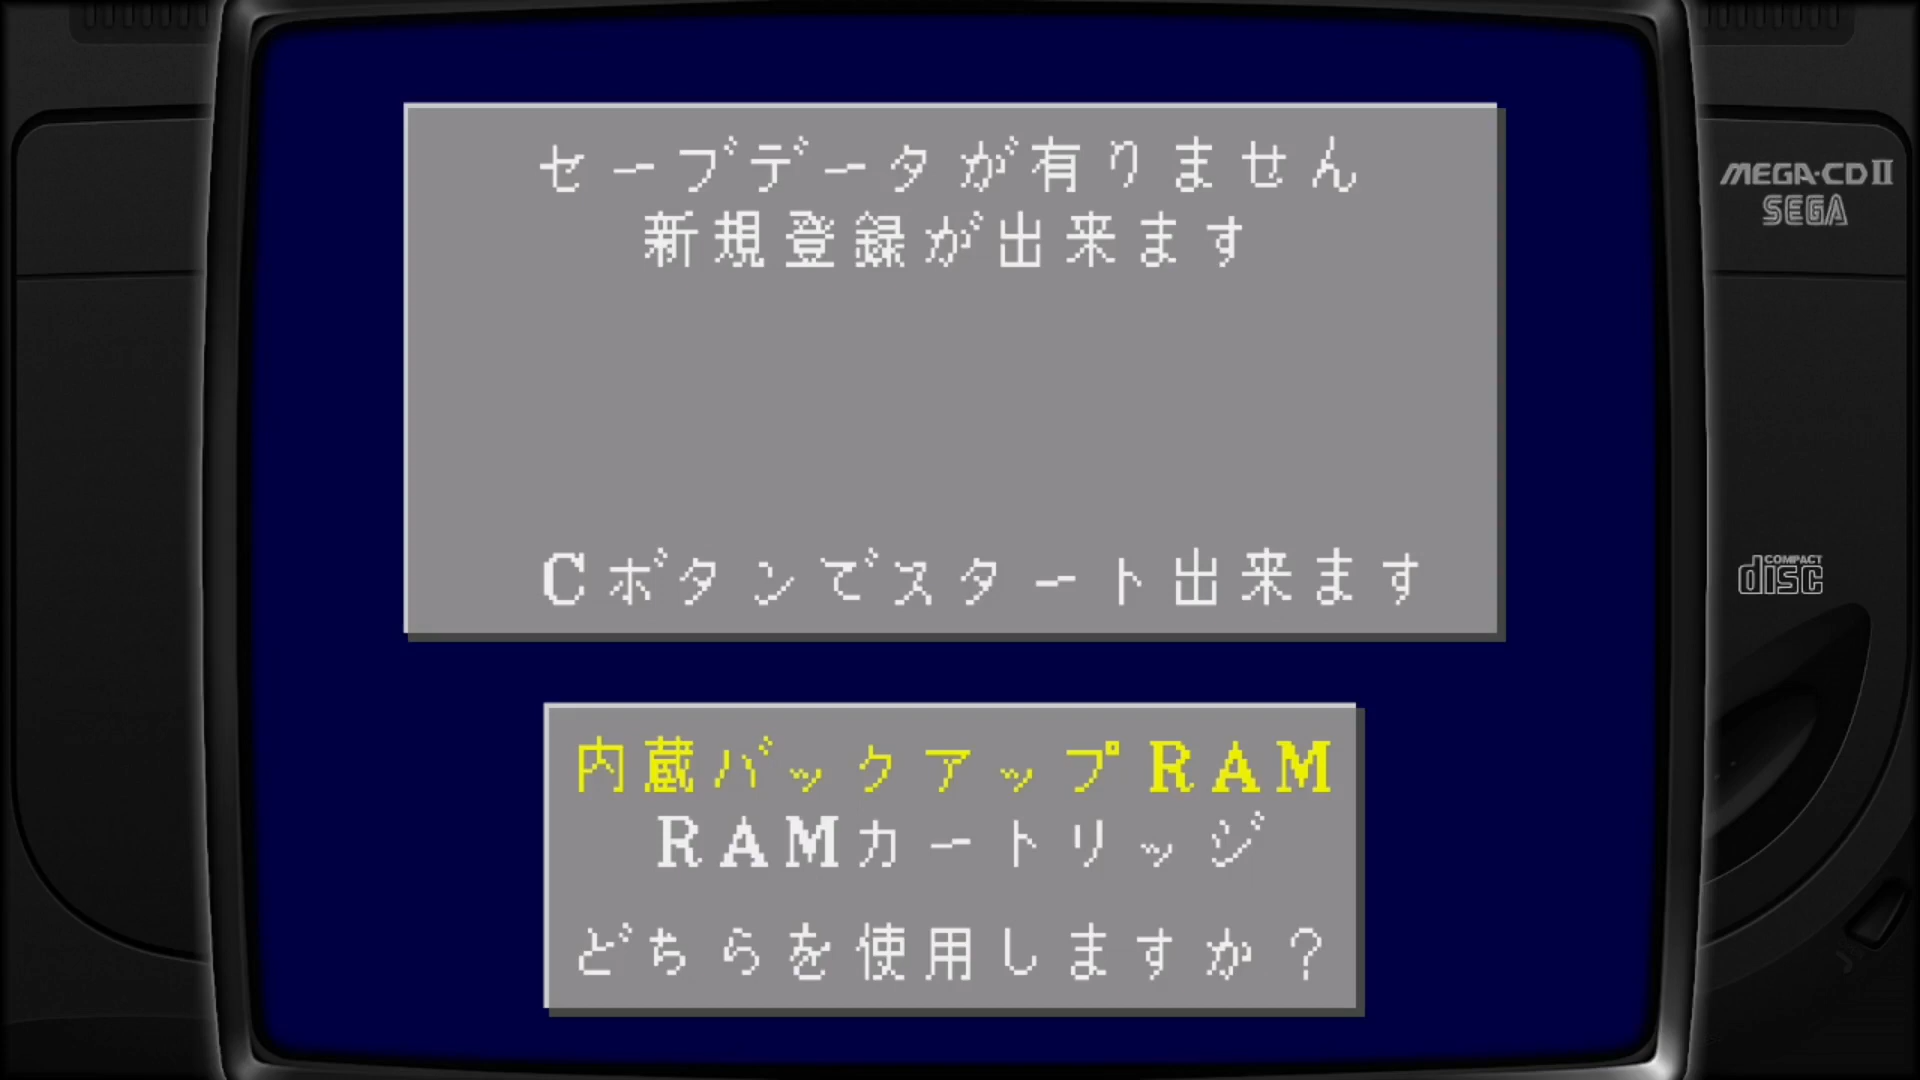 セーブデータが有りません
新規登録が出来ます
Cボタンでスタート出来ます
内蔵バックアップRAM
RAMカートリッジ
どちらを使用しますか？
MEGA-CD II
SEGA
COMPACT
disc